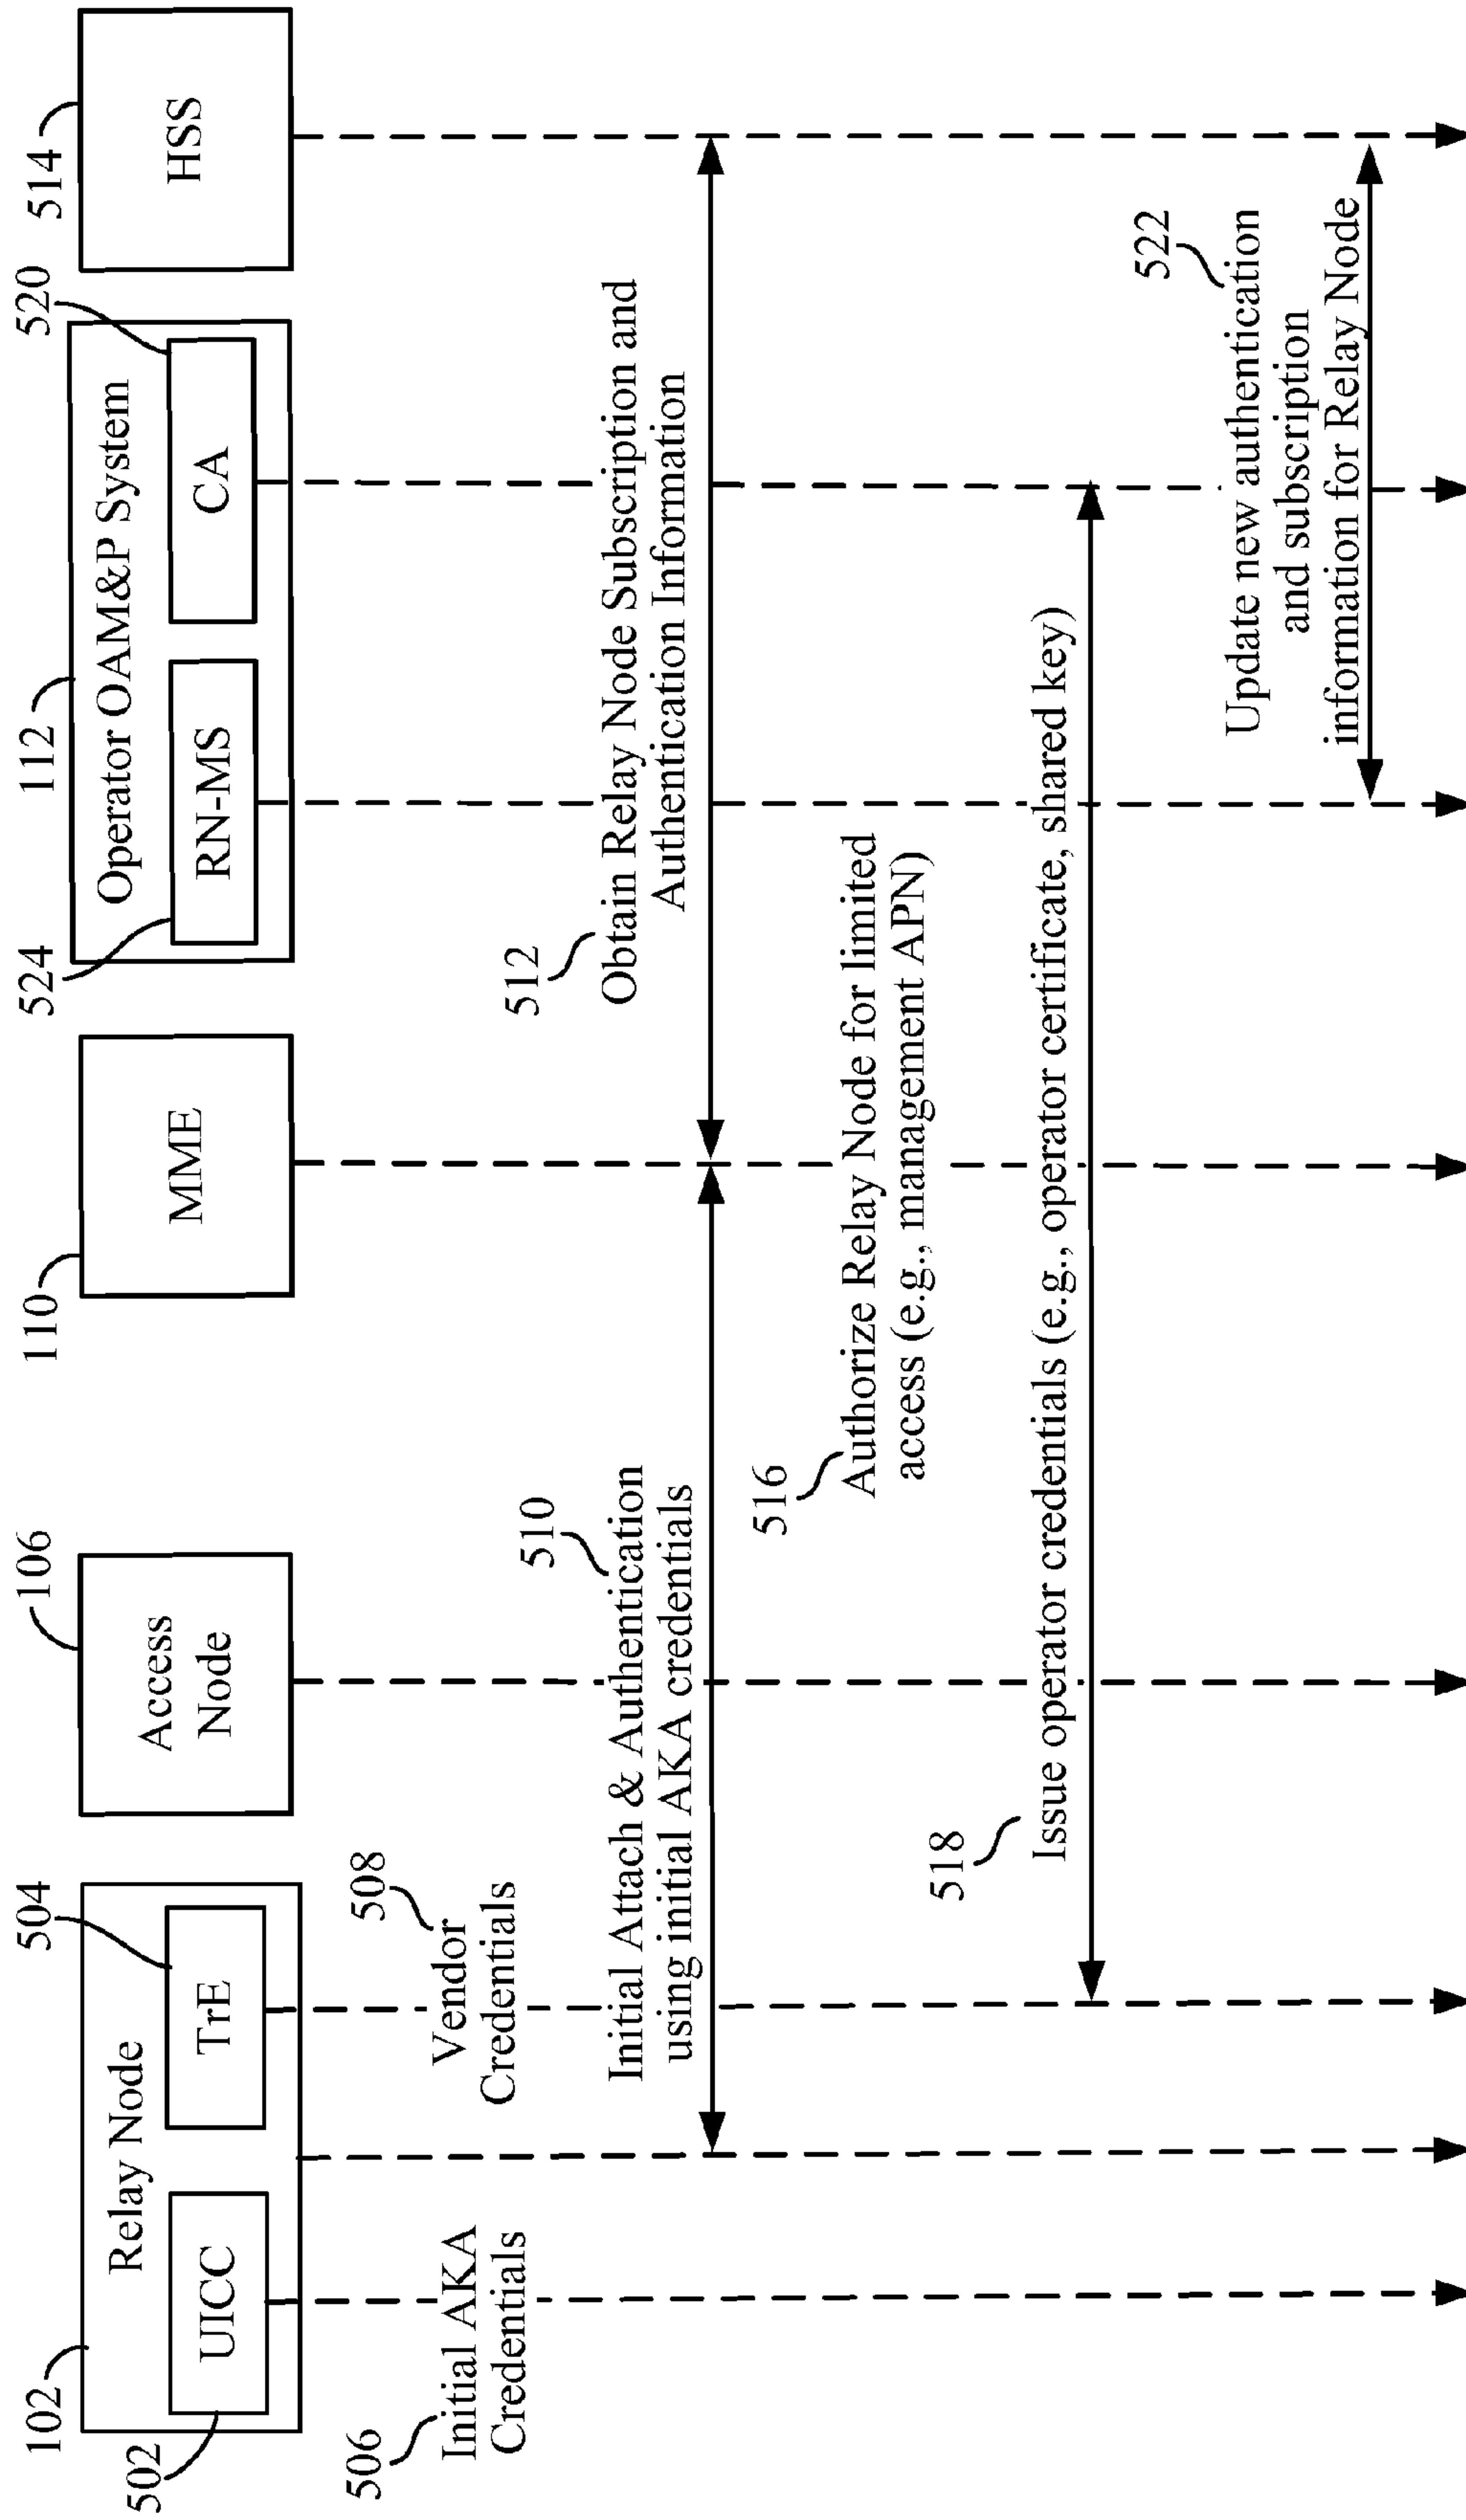 102
Relay Node
504
502
UICC
TrE
106
Access
Node
110
MME
524
112
Operator OAM&P System
RN-MS
CA
520
514
HSS
506
Initial AKA
Credentials
508
Vendor
Credentials
510
Initial Attach & Authentication
using initial AKA credentials
512
Obtain Relay Node Subscription and
Authentication Information
516
Authorize Relay Node for limited
access (e.g., management APN)
518
Issue operator credentials (e.g., operator certificate, shared key)
522
Update new authentication
and subscription
information for Relay Node